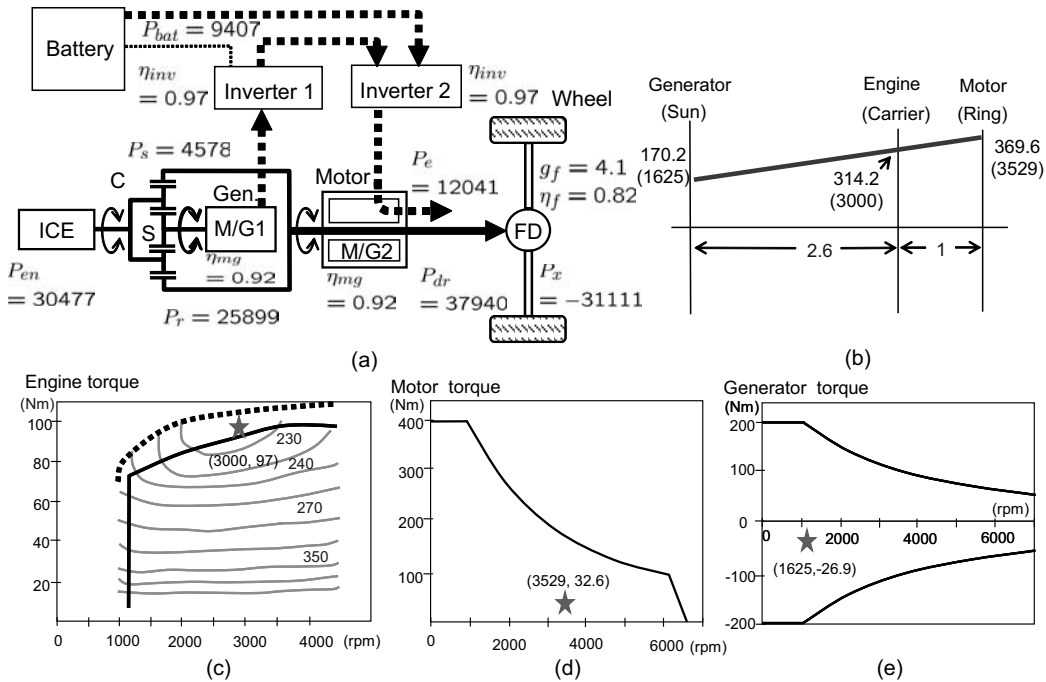 Battery
P_bat = 9407
η_inv
= 0.97
Inverter 1
Inverter 2
η_inv
= 0.97
Wheel
P_s = 4578
C
S
Gen.
M/G1
η_mg
= 0.92
ICE
P_en
= 30477
P_r = 25899
Motor
M/G2
η_mg
= 0.92
P_e
= 12041
P_dr
= 37940
g_f = 4.1
η_f = 0.82
FD
P_x
= −31111
(a)
Generator
(Sun)
Engine
(Carrier)
Motor
(Ring)
170.2
(1625)
314.2
(3000)
369.6
(3529)
2.6
1
(b)
Engine torque
(Nm)
100
80
60
40
20
0
1000
2000
3000
4000
(rpm)
230
(3000, 97)
240
270
350
(c)
Motor torque
(Nm)
400
300
200
100
0
2000
4000
6000
(rpm)
(3529, 32.6)
(d)
Generator torque
(Nm)
200
100
0
-100
-200
0
2000
4000
6000
(rpm)
(1625,-26.9)
(e)